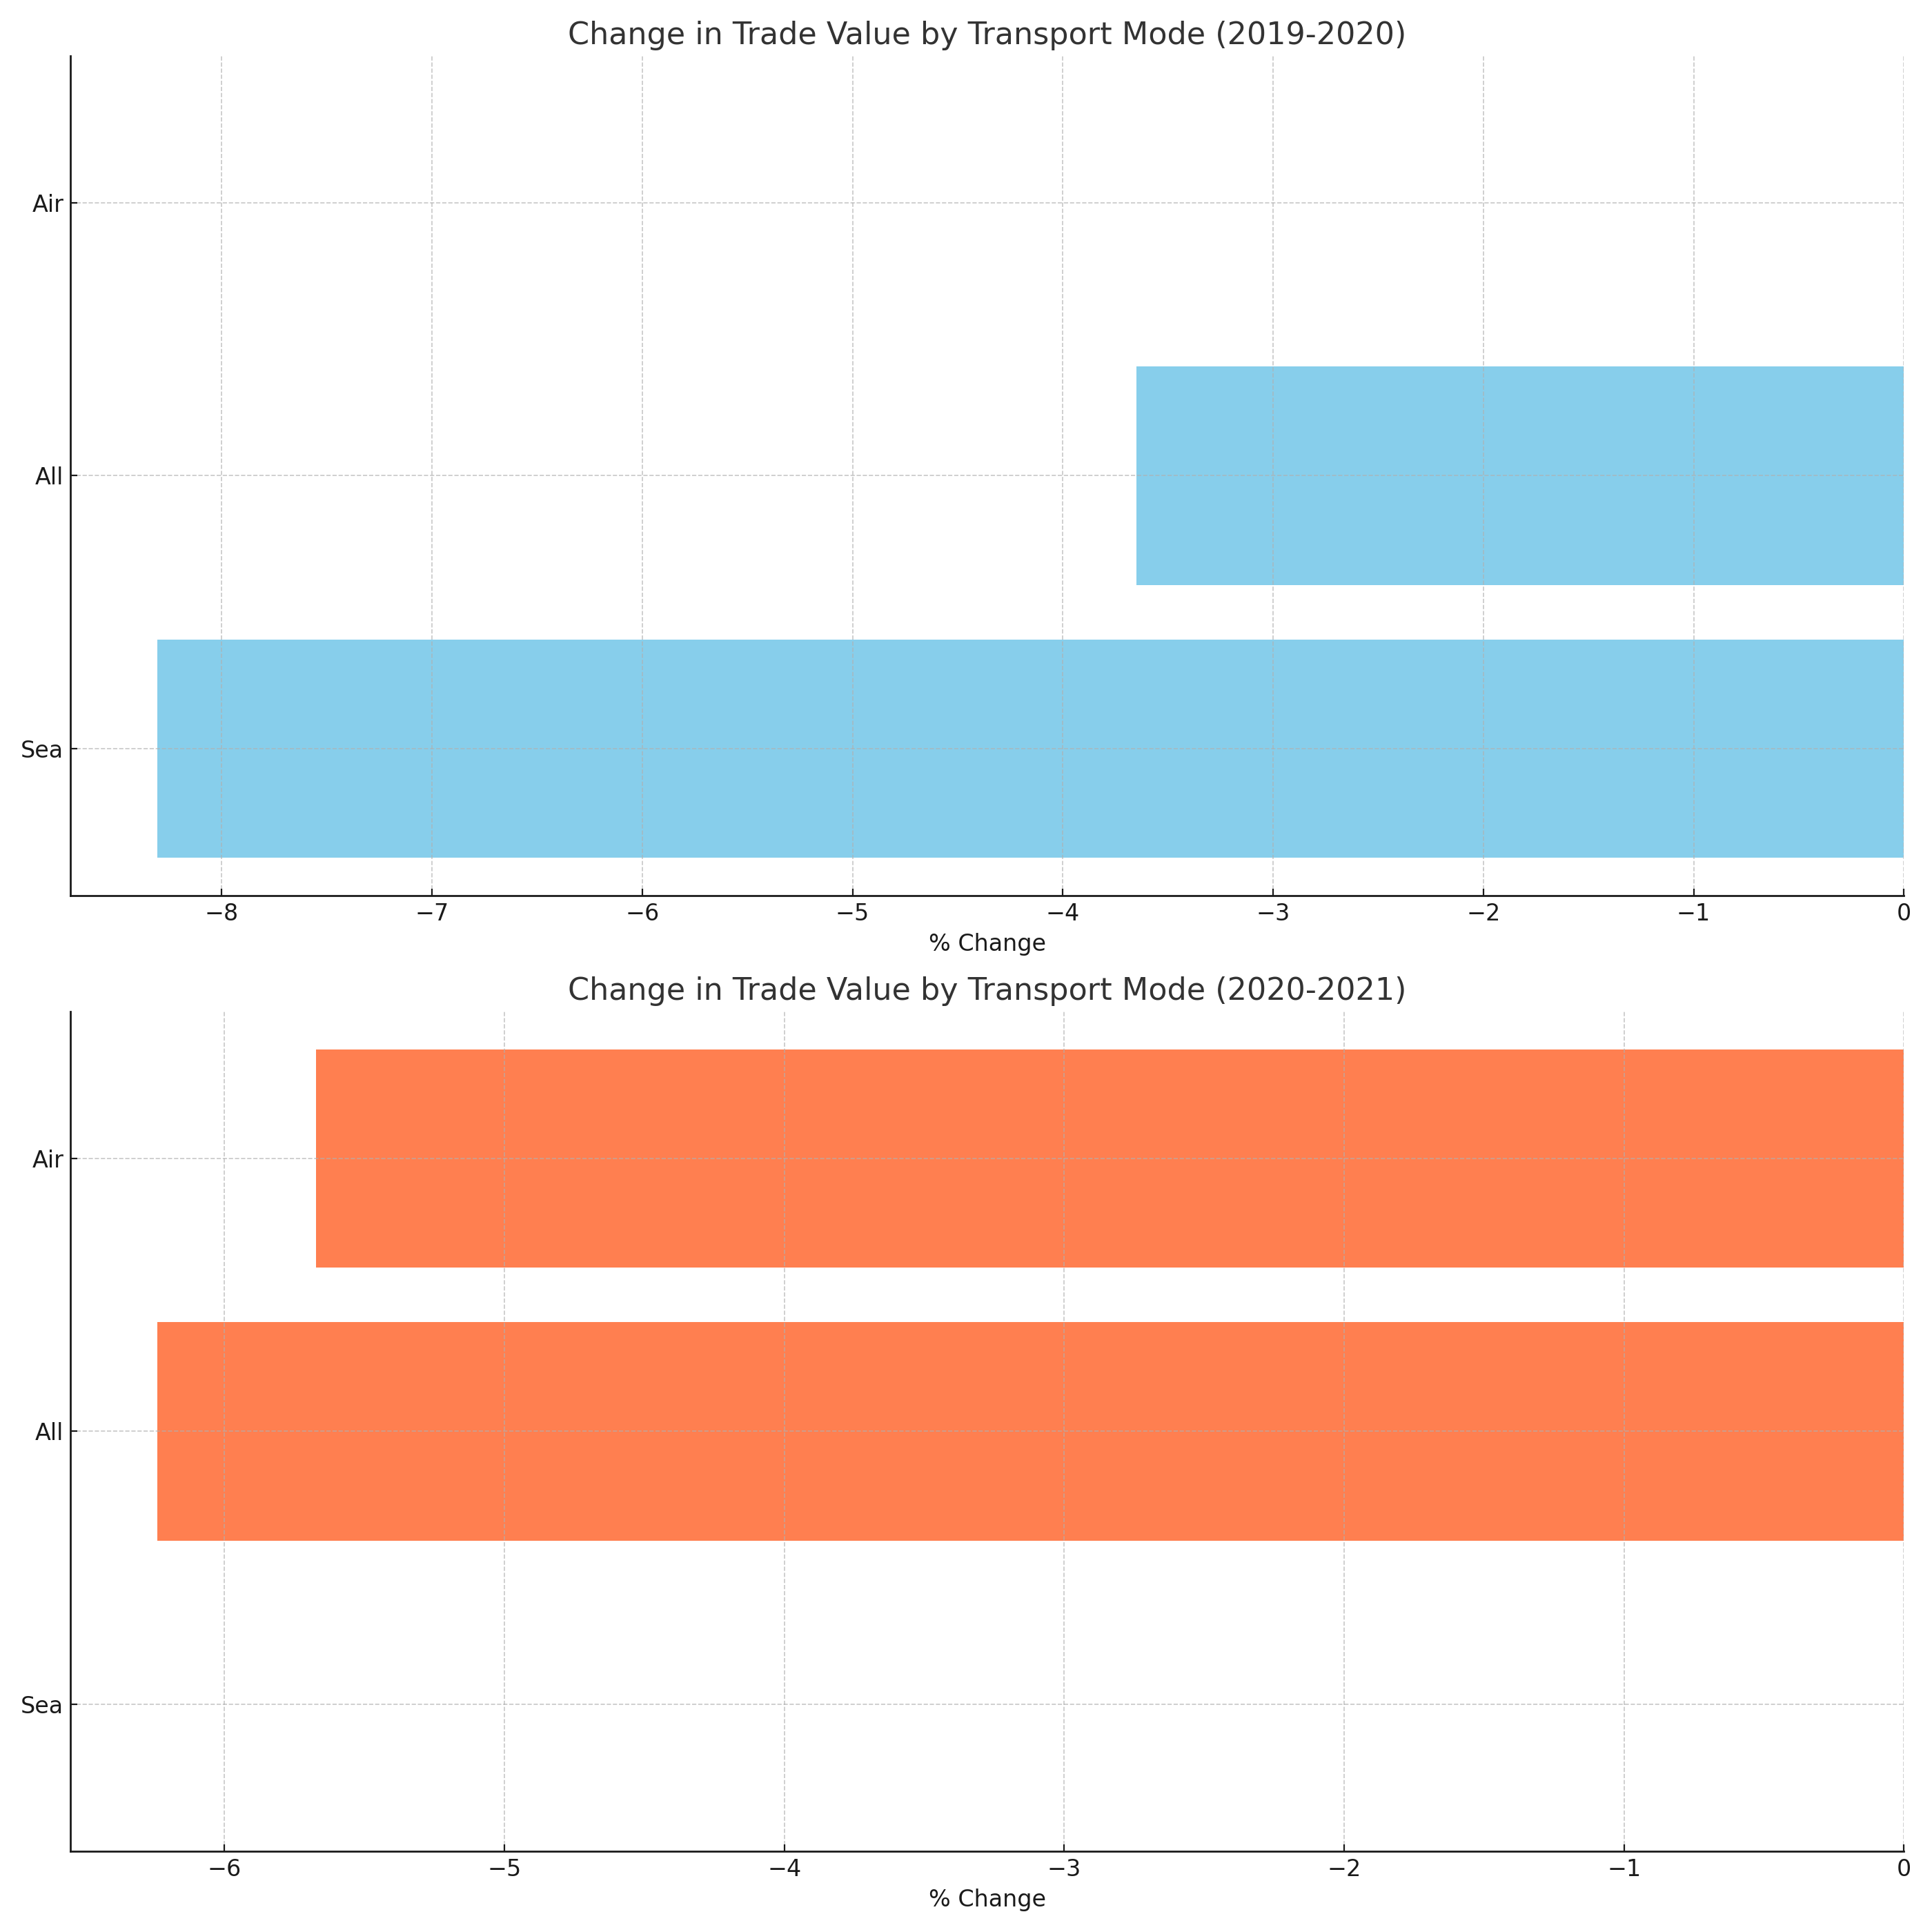 Change in Trade Value by Transport Mode (2019-2020)
Air
All
Sea
−8 −7 −6 −5 −4 −3 −2 −1 0
% Change
Change in Trade Value by Transport Mode (2020-2021)
Air
All
Sea
−6 −5 −4 −3 −2 −1 0
% Change